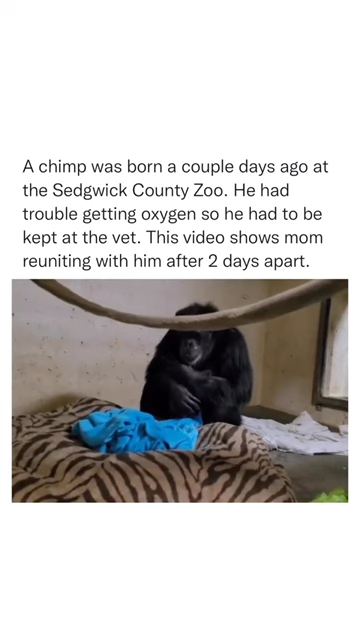 A chimp was born a couple days ago at
the Sedgwick County Zoo. He had
trouble getting oxygen so he had to be
kept at the vet. This video shows mom
reuniting with him after 2 days apart.